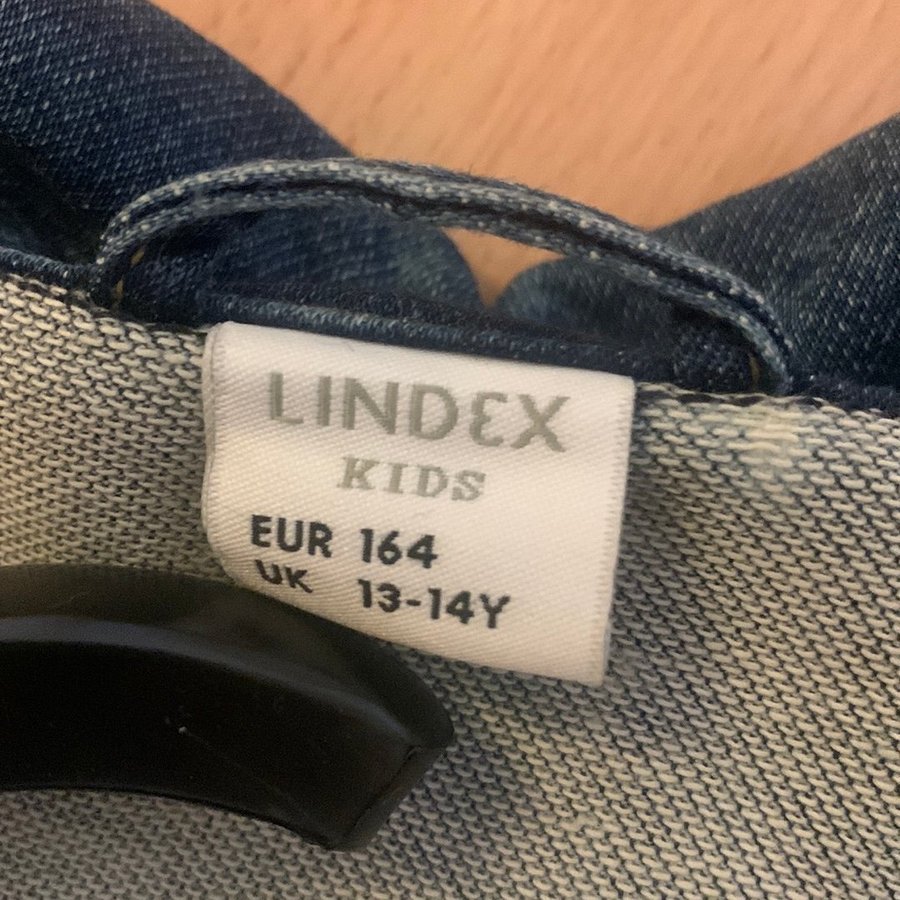 LINDEX
KIDS
EUR 164
UK 13-14Y